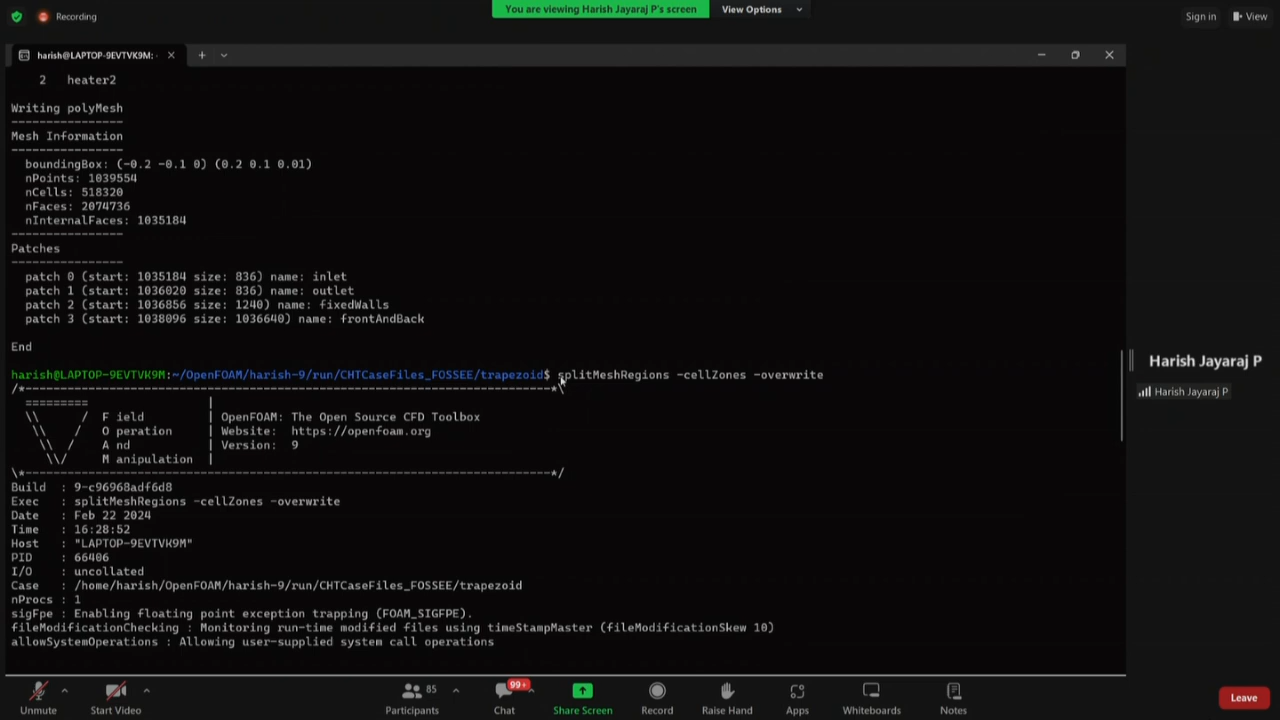 Recording
You are viewing Harish Jayaraj P's screen
View Options
Sign in
View
harish@LAPTOP-9EVTVK9M: ~
2 heater2
Writing polyMesh
----------------
Mesh Information
----------------
boundingBox: (-0.2 -0.1 0) (0.2 0.1 0.01)
nPoints: 1039554
nCells: 518320
nFaces: 2074736
nInternalFaces: 1035184
----------------
Patches
----------------
patch 0 (start: 1035184 size: 836) name: inlet
patch 1 (start: 1036020 size: 836) name: outlet
patch 2 (start: 1036856 size: 1240) name: fixedWalls
patch 3 (start: 1038096 size: 1036640) name: frontAndBack
End
harish@LAPTOP-9EVTVK9M:~/OpenFOAM/harish-9/run/CHTCaseFiles_FOSSEE/trapezoid$ splitMeshRegions -cellZones -overwrite
/*---------------------------------------------------------------------------*\
  =========                 |
  \\      /  F ield         | OpenFOAM: The Open Source CFD Toolbox
   \\    /   O peration     | Website:  https://openfoam.org
    \\  /    A nd           | Version:  9
     \\/     M anipulation  |
\*---------------------------------------------------------------------------*/
Build  : 9-c96968adf6d8
Exec   : splitMeshRegions -cellZones -overwrite
Date   : Feb 22 2024
Time   : 16:28:52
Host   : "LAPTOP-9EVTVK9M"
PID    : 66406
I/O    : uncollated
Case   : /home/harish/OpenFOAM/harish-9/run/CHTCaseFiles_FOSSEE/trapezoid
nProcs : 1
sigFpe : Enabling floating point exception trapping (FOAM_SIGFPE).
fileModificationChecking : Monitoring run-time modified files using timeStampMaster (fileModificationSkew 10)
allowSystemOperations : Allowing user-supplied system call operations
Harish Jayaraj P
Harish Jayaraj P
Unmute
Start Video
85
Participants
99+
Chat
Share Screen
Record
Raise Hand
Apps
Whiteboards
Notes
Leave